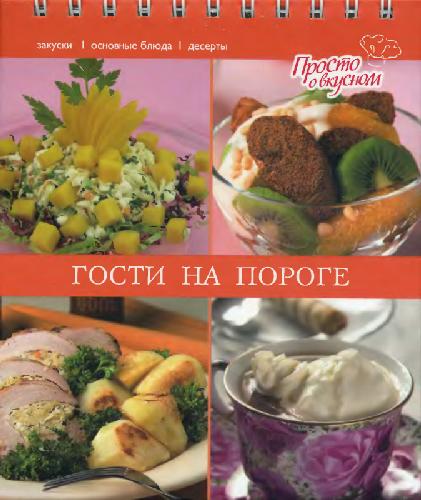 закуски | основные блюда | десерты
Просто
о вкусном
ГОСТИ НА ПОРОГЕ